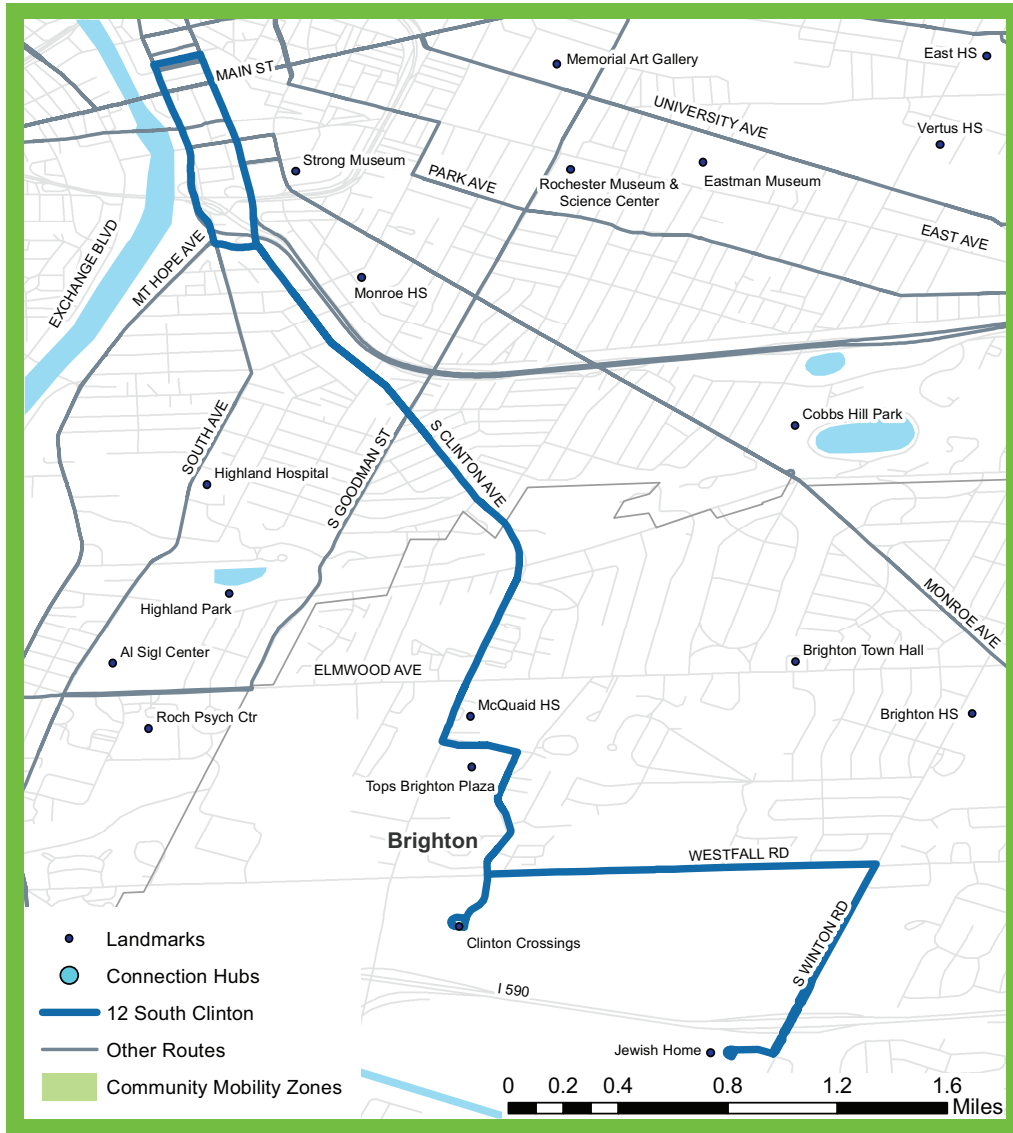 MAIN ST
Memorial Art Gallery
East HS
UNIVERSITY AVE
Vertus HS
Strong Museum
PARK AVE
Rochester Museum &
Science Center
Eastman Museum
EAST AVE
EXCHANGE BLVD
MT HOPE AVE
Monroe HS
Cobbs Hill Park
SOUTH AVE
S CLINTON AVE
Highland Hospital
S GOODMAN ST
Highland Park
MONROE AVE
Al Sigl Center
ELMWOOD AVE
Brighton Town Hall
McQuaid HS
Roch Psych Ctr
Brighton HS
Tops Brighton Plaza
Brighton
WESTFALL RD
S WINTON RD
Clinton Crossings
I 590
Jewish Home
Landmarks
Connection Hubs
12 South Clinton
Other Routes
Community Mobility Zones
0 0.2 0.4 0.8 1.2 1.6
Miles